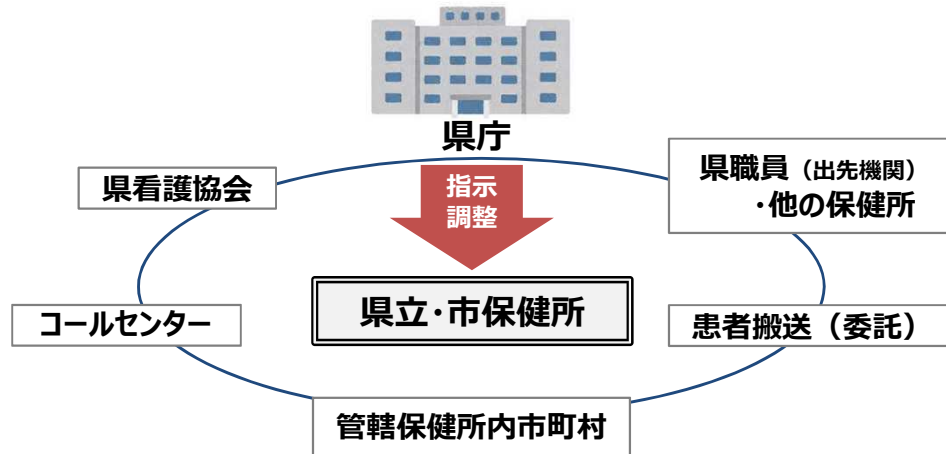 県庁
指示
調整
県看護協会
県職員（出先機関）
・他の保健所
コールセンター
県立・市保健所
患者搬送（委託）
管轄保健所内市町村